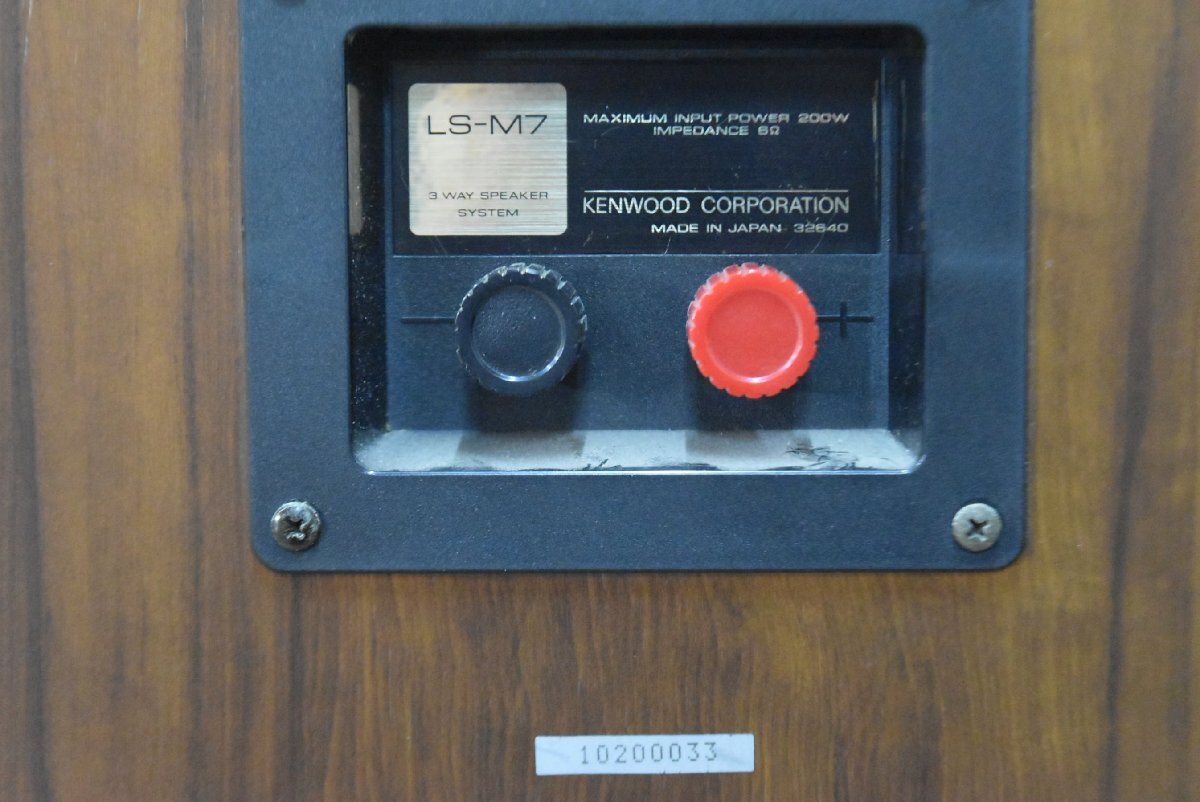 LS-M7
3 WAY SPEAKER
SYSTEM
MAXIMUM INPUT POWER 200W
IMPEDANCE 6Ω
KENWOOD CORPORATION
MADE IN JAPAN 32640
− +
10200033